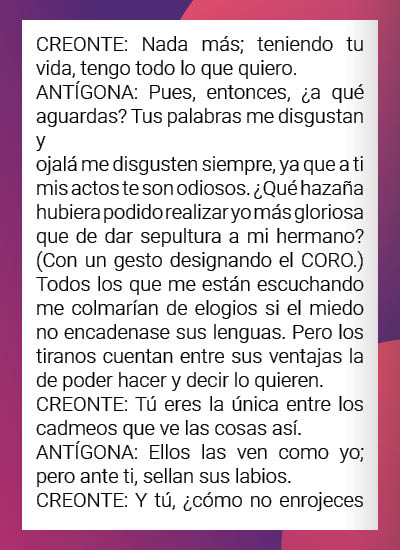 CREONTE: Nada más; teniendo tu
vida, tengo todo lo que quiero.
ANTÍGONA: Pues, entonces, ¿a qué
aguardas? Tus palabras me disgustan
y
ojalá me disgusten siempre, ya que a ti
mis actos te son odiosos. ¿Qué hazaña
hubiera podido realizar yo más gloriosa
que de dar sepultura a mi hermano?
(Con un gesto designando el CORO.)
Todos los que me están escuchando
me colmarían de elogios si el miedo
no encadenase sus lenguas. Pero los
tiranos cuentan entre sus ventajas la
de poder hacer y decir lo quieren.
CREONTE: Tú eres la única entre los
cadmeos que ve las cosas así.
ANTÍGONA: Ellos las ven como yo;
pero ante ti, sellan sus labios.
CREONTE: Y tú, ¿cómo no enrojeces